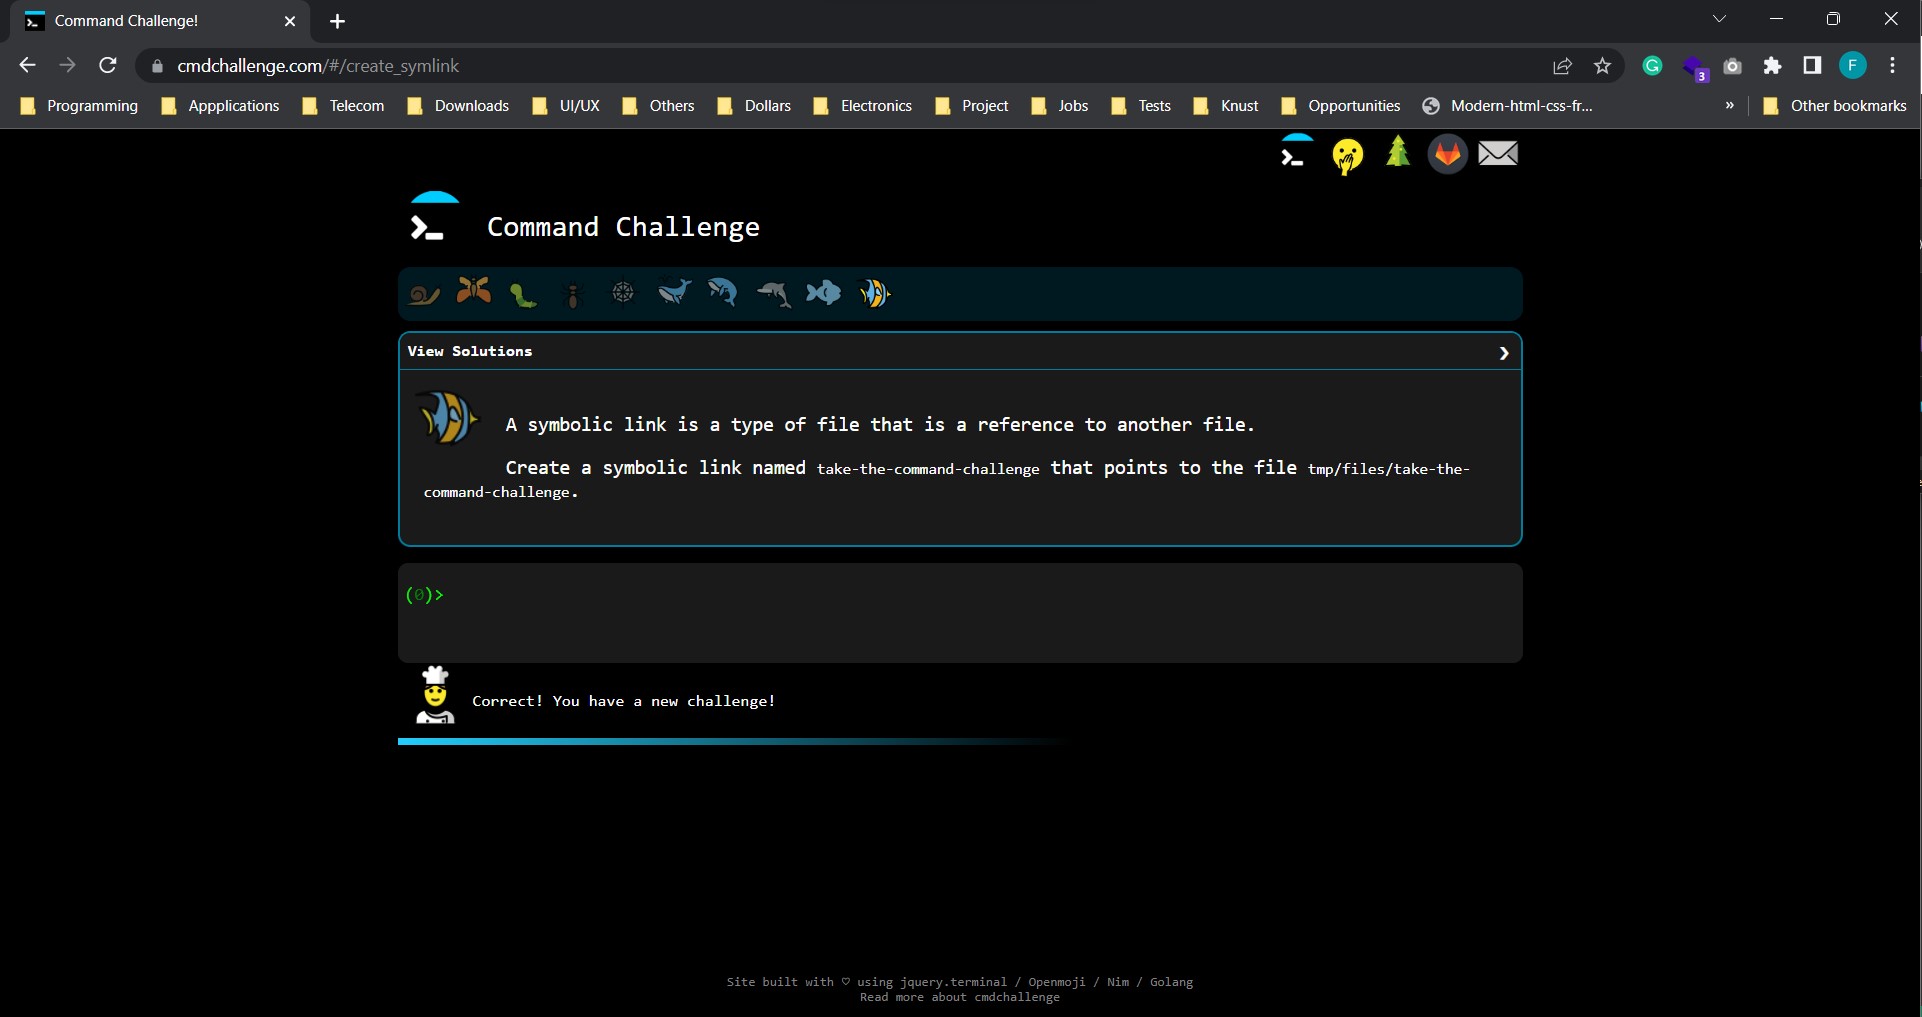 Command Challenge!
cmdchallenge.com/#/create_symlink
G
3
F
Programming
Appplications
Telecom
Downloads
UI/UX
Others
Dollars
Electronics
Project
Jobs
Tests
Knust
Opportunities
Modern-html-css-fr...
»
Other bookmarks
Command Challenge
View Solutions
A symbolic link is a type of file that is a reference to another file.
Create a symbolic link named take-the-command-challenge that points to the file tmp/files/take-the-
command-challenge.
(0)>
Correct! You have a new challenge!
Site built with ♡ using jquery.terminal / Openmoji / Nim / Golang
Read more about cmdchallenge